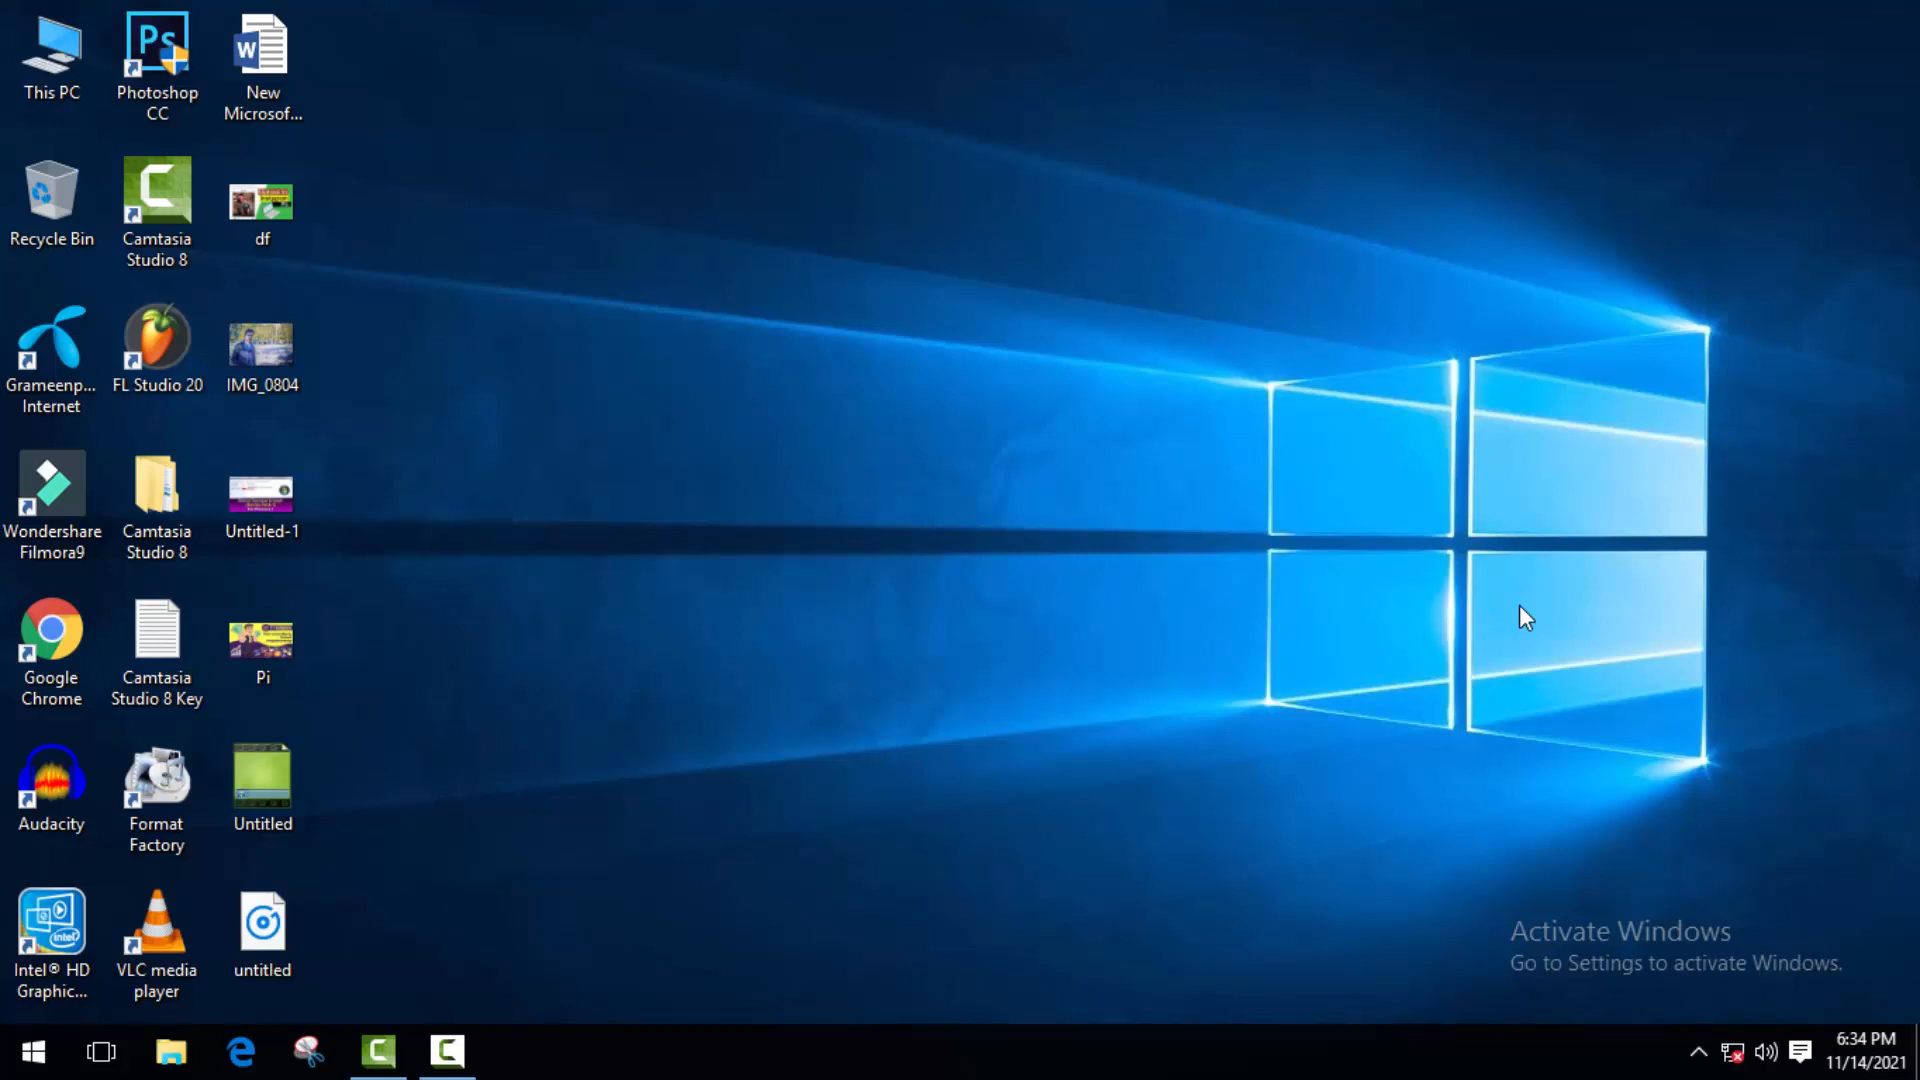 This PC
Photoshop
CC
New
Microsof...
Recycle Bin
Camtasia
Studio 8
df
Grameenp...
Internet
FL Studio 20
IMG_0804
Wondershare
Filmora9
Camtasia
Studio 8
Untitled-1
Google
Chrome
Camtasia
Studio 8 Key
Pi
Audacity
Format
Factory
Untitled
Intel® HD
Graphic...
VLC media
player
untitled
Activate Windows
Go to Settings to activate Windows.
6:34 PM
11/14/2021